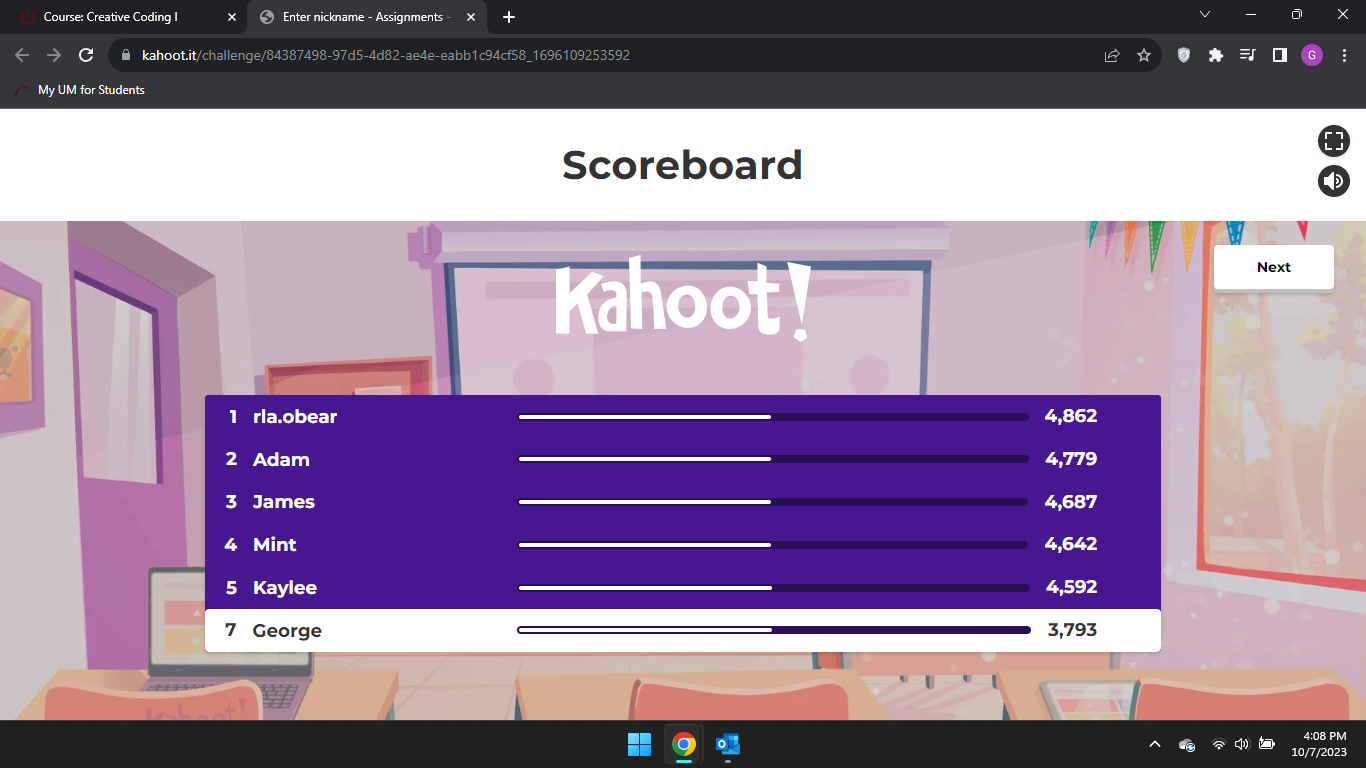 Course: Creative Coding I
Enter nickname - Assignments -
kahoot.it/challenge/84387498-97d5-4d82-ae4e-eabb1c94cf58_1696109253592
G
My UM for Students
Scoreboard
Next
Kahoot!
1 rla.obear 4,862
2 Adam 4,779
3 James 4,687
4 Mint 4,642
5 Kaylee 4,592
7 George 3,793
Kahoot!
4:08 PM
10/7/2023